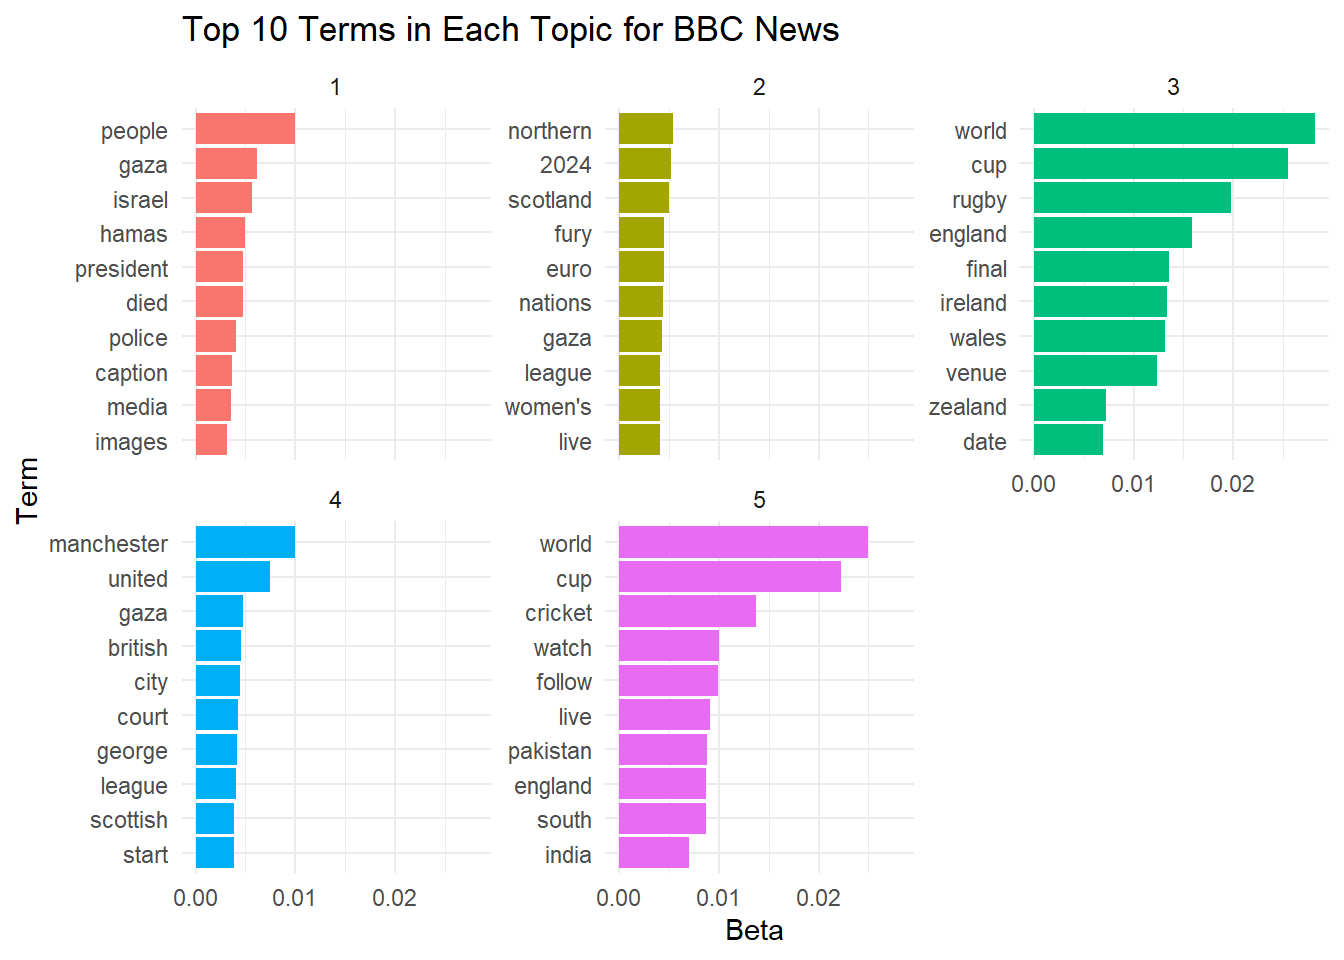 Top 10 Terms in Each Topic for BBC News
1
people
gaza
israel
hamas
president
died
police
caption
media
images
2
northern
2024
scotland
fury
euro
nations
gaza
league
women's
live
3
world
cup
rugby
england
final
ireland
wales
venue
zealand
date
0.00 0.01 0.02
Term
4
manchester
united
gaza
british
city
court
george
league
scottish
start
0.00 0.01 0.02
5
world
cup
cricket
watch
follow
live
pakistan
england
south
india
0.00 0.01 0.02
Beta